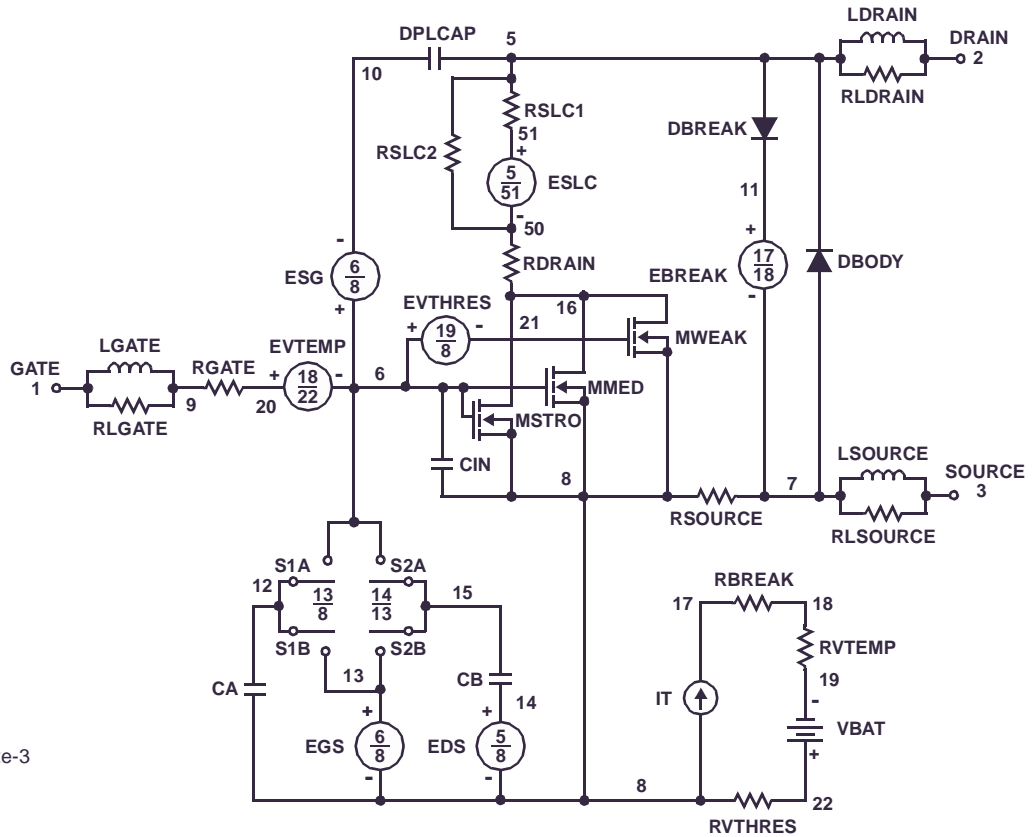 LDRAIN
DPLCAP
5
DRAIN
2
10
RLDRAIN
RSLC1
51
+
RSLC2
5
51
ESLC
-
50
DBREAK
11
+
17
18
EBREAK
-
DBODY
-
ESG
6
8
+
RDRAIN
16
EVTHRES
+
19
8
-
21
MWEAK
LGATE
GATE
1
RLGATE
9
RGATE
EVTEMP
+
18
22
-
20
6
MMED
MSTRO
CIN
8
RSOURCE
7
LSOURCE
SOURCE
3
RLSOURCE
12
S1A
S2A
13
8
14
13
15
S1B
S2B
13
CA
CB
14
+
EGS
6
8
-
+
EDS
5
8
-
8
RBREAK
17
18
RVTEMP
19
-
IT
VBAT
+
22
RVTHRES
e-3